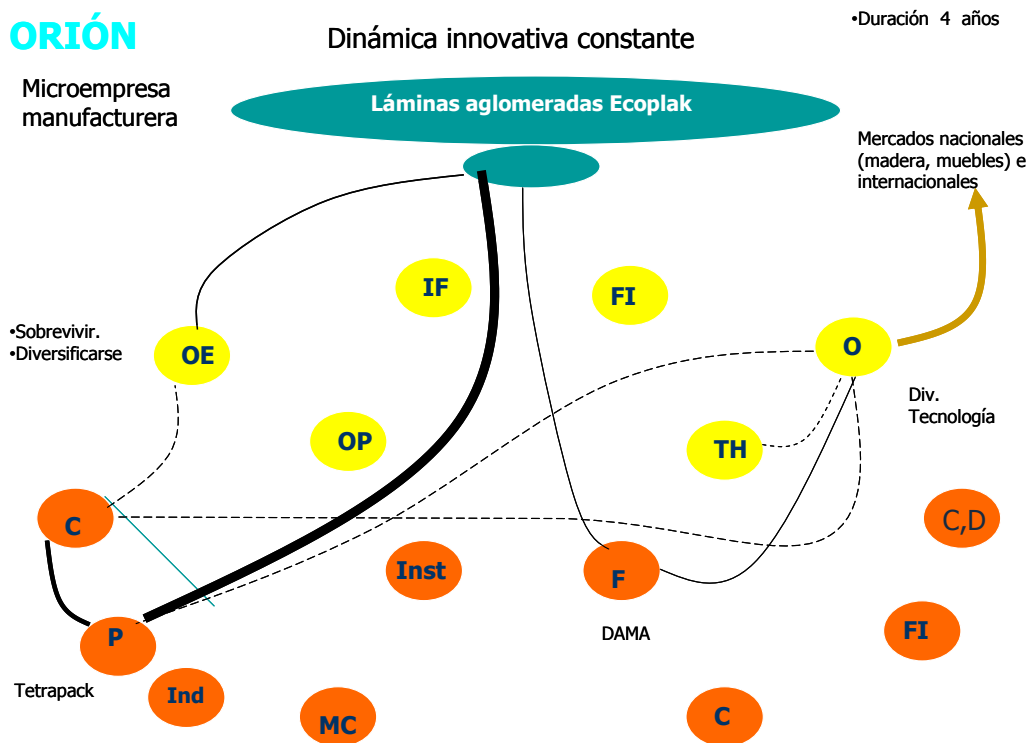 ORIÓN
Dinámica innovativa constante
•Duración 4 años
Microempresa
manufacturera
Láminas aglomeradas Ecoplak
Mercados nacionales
(madera, muebles) e
internacionales
IF
FI
•Sobrevivir.
•Diversificarse
OE
O
Div.
Tecnología
OP
TH
C
C,D
Inst
F
DAMA
FI
P
Tetrapack
Ind
MC
C